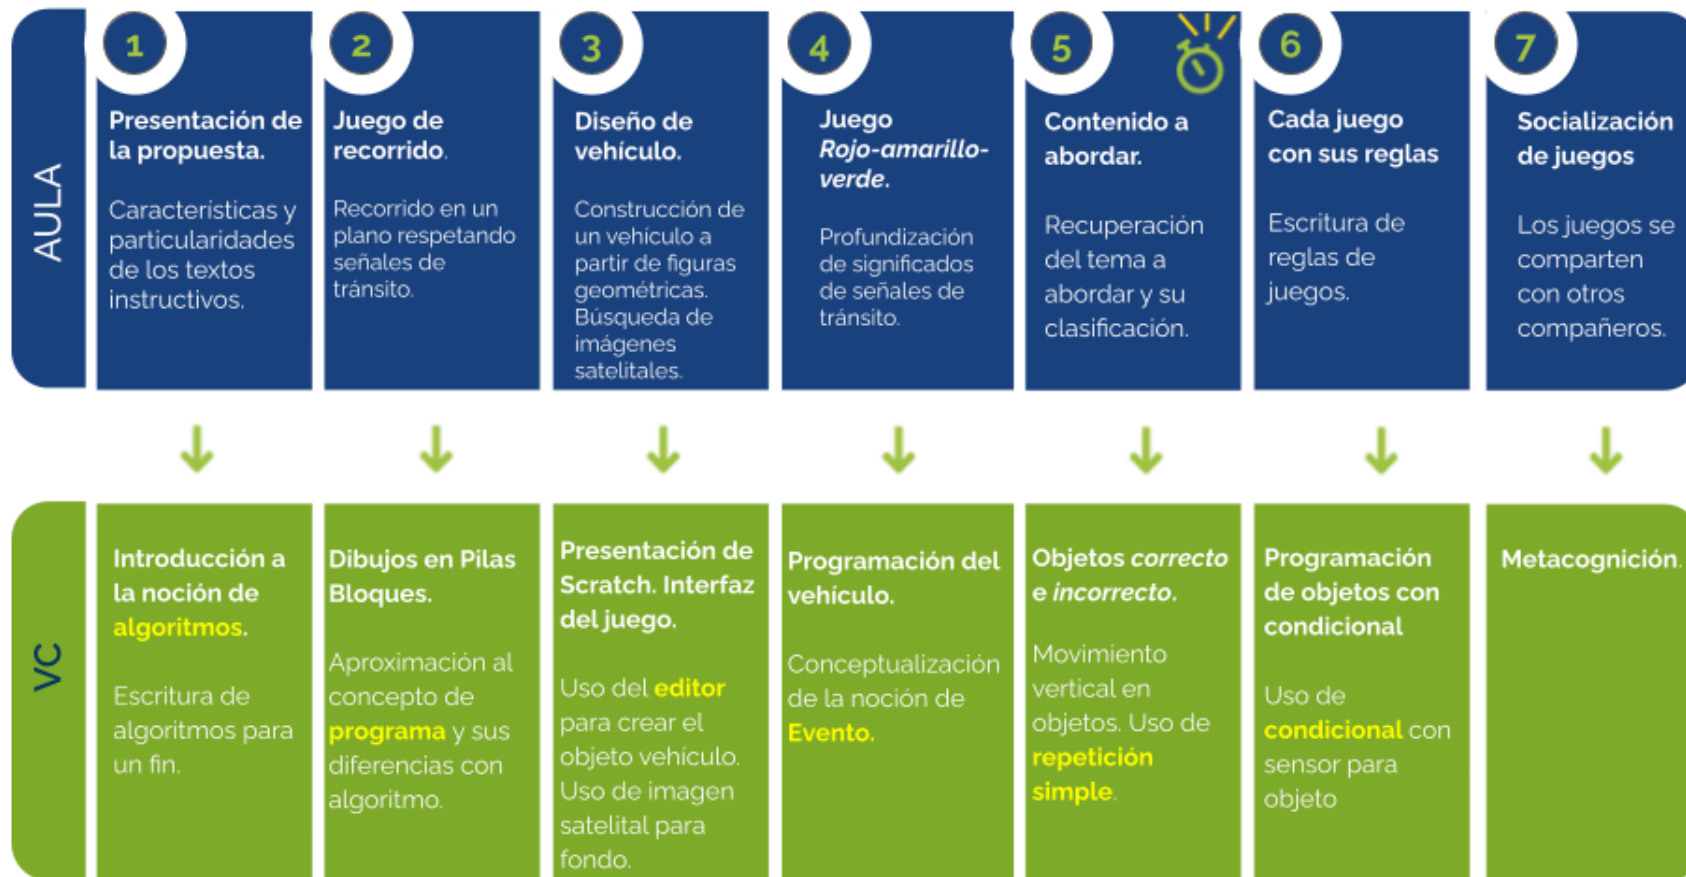 AULA
1
Presentación de
la propuesta.
Características y
particularidades
de los textos
instructivos.
2
Juego de
recorrido.
Recorrido en un
plano respetando
señales de
tránsito.
3
Diseño de
vehículo.
Construcción de
un vehículo a
partir de figuras
geométricas.
Búsqueda de
imágenes
satelitales.
4
Juego
Rojo-amarillo-
verde.
Profundización
de significados
de señales de
tránsito.
5
Contenido a
abordar.
Recuperación
del tema a
abordar y su
clasificación.
6
Cada juego
con sus reglas
Escritura de
reglas de
juegos.
7
Socialización
de juegos
Los juegos se
comparten
con otros
compañeros.
VC
Introducción a
la noción de
algoritmos.
Escritura de
algoritmos para
un fin.
Dibujos en Pilas
Bloques.
Aproximación al
concepto de
programa y sus
diferencias con
algoritmo.
Presentación de
Scratch. Interfaz
del juego.
Uso del editor
para crear el
objeto vehículo.
Uso de imagen
satelital para
fondo.
Programación del
vehículo.
Conceptualización
de la noción de
Evento.
Objetos correcto
e incorrecto.
Movimiento
vertical en
objetos. Uso de
repetición
simple.
Programación
de objetos con
condicional
Uso de
condicional con
sensor para
objeto
Metacognición.